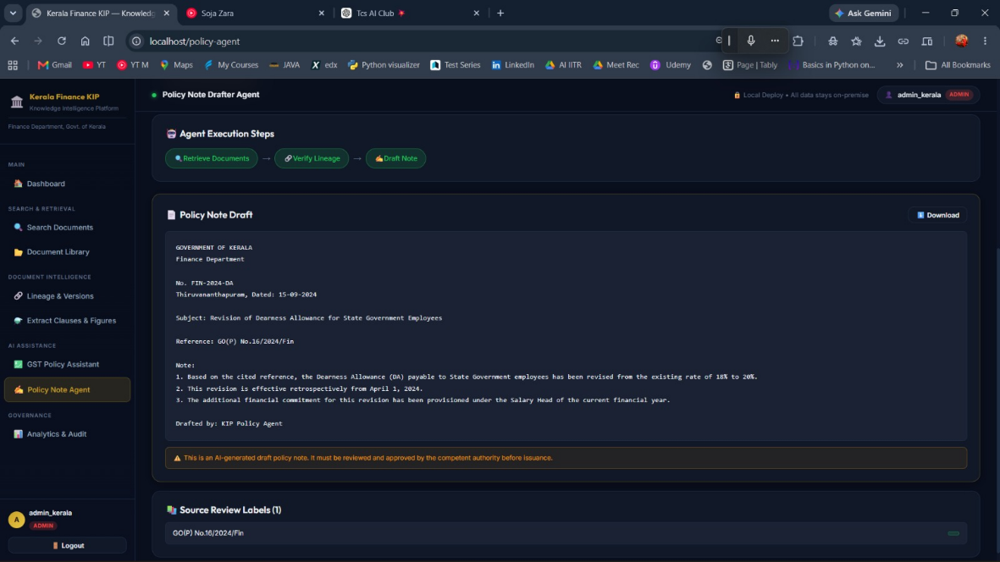 Kerala Finance KIP — Knowledg
Soja Zara
Tcs AI Club
Ask Gemini
localhost/policy-agent
Gmail
YT
YT M
Maps
My Courses
JAVA
edx
Python visualizer
Test Series
LinkedIn
AI IITR
Meet Rec
Udemy
Page | Tably
Basics in Python on...
All Bookmarks
Kerala Finance KIP
Knowledge Intelligence Platform
Finance Department, Govt. of Kerala
MAIN
Dashboard
SEARCH & RETRIEVAL
Search Documents
Document Library
DOCUMENT INTELLIGENCE
Lineage & Versions
Extract Clauses & Figures
AI ASSISTANCE
GST Policy Assistant
Policy Note Agent
GOVERNANCE
Analytics & Audit
A
admin_kerala
ADMIN
Logout
Policy Note Drafter Agent
Local Deploy • All data stays on-premise
admin_kerala ADMIN
Agent Execution Steps
Retrieve Documents → Verify Lineage → Draft Note
Policy Note Draft
Download
GOVERNMENT OF KERALA
Finance Department
No. FIN-2024-DA
Thiruvananthapuram, Dated: 15-09-2024
Subject: Revision of Dearness Allowance for State Government Employees
Reference: GO(P) No.16/2024/Fin
Note:
1. Based on the cited reference, the Dearness Allowance (DA) payable to State Government employees has been revised from the existing rate of 18% to 20%.
2. This revision is effective retrospectively from April 1, 2024.
3. The additional financial commitment for this revision has been provisioned under the Salary Head of the current financial year.
Drafted by: KIP Policy Agent
This is an AI-generated draft policy note. It must be reviewed and approved by the competent authority before issuance.
Source Review Labels (1)
GO(P) No.16/2024/Fin